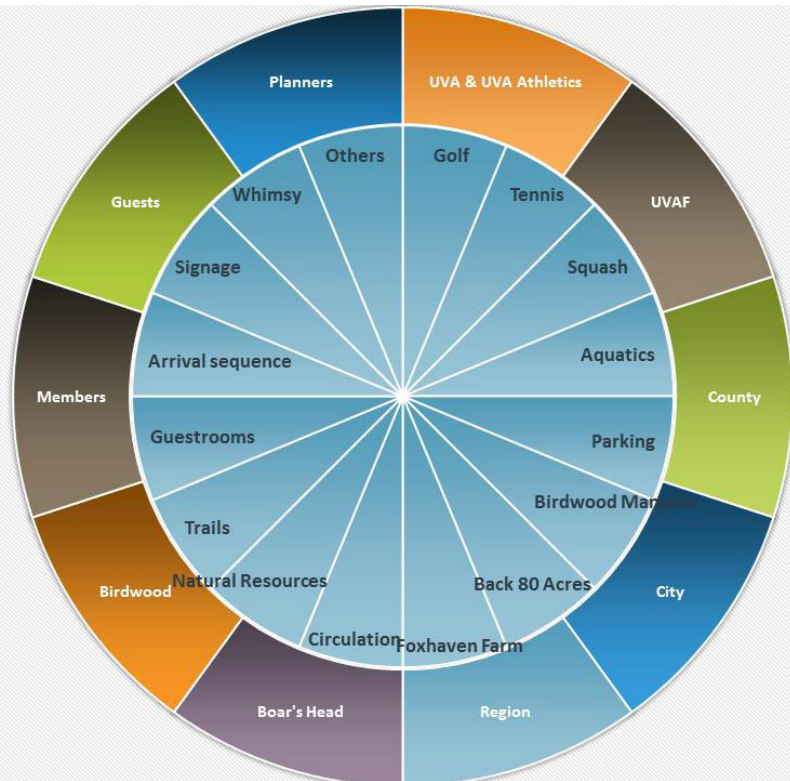 Planners
UVA & UVA Athletics
UVAF
County
City
Region
Boar's Head
Birdwood
Members
Guests
Others
Golf
Tennis
Squash
Aquatics
Parking
Birdwood
Back 80 Acres
Foxhaven Farm
Circulation
Natural Resources
Trails
Guestrooms
Arrival sequence
Signage
Whimsy